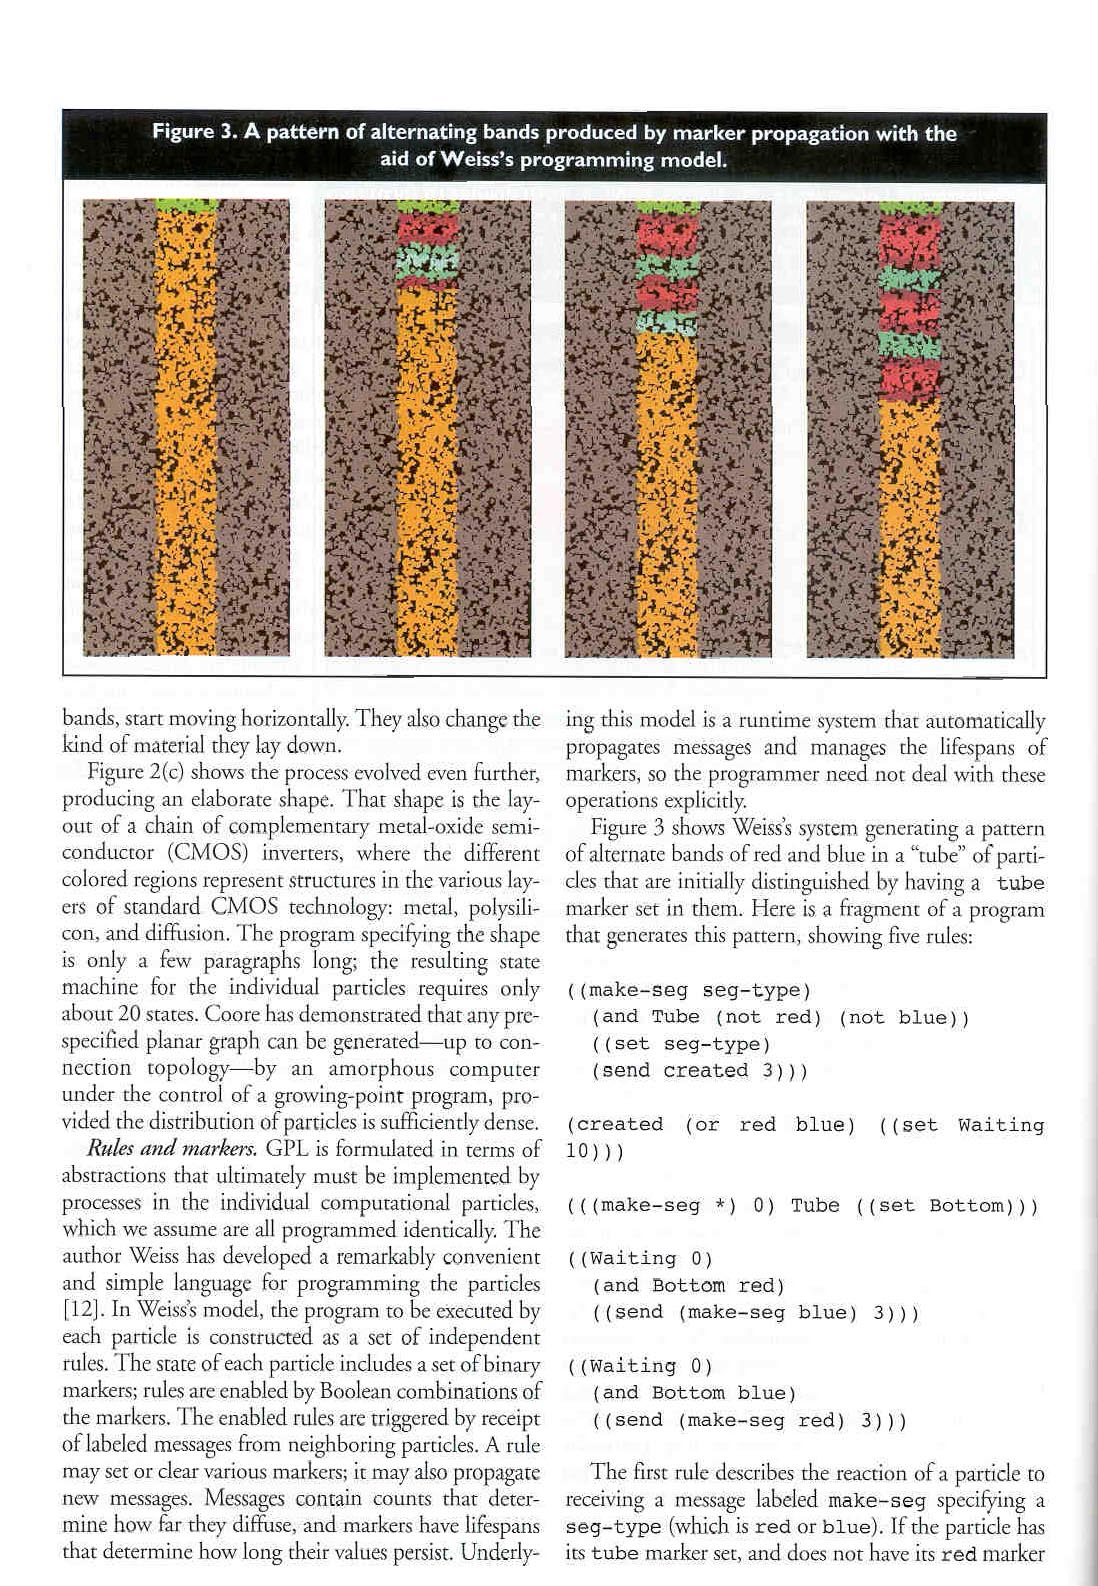 Figure 3. A pattern of alternating bands produced by marker propagation with the
aid of Weiss's programming model.
bands, start moving horizontally. They also change the
kind of material they lay down.
Figure 2(c) shows the process evolved even further,
producing an elaborate shape. That shape is the lay-
out of a chain of complementary metal-oxide semi-
conductor (CMOS) inverters, where the different
colored regions represent structures in the various lay-
ers of standard CMOS technology: metal, polysili-
con, and diffusion. The program specifying the shape
is only a few paragraphs long; the resulting state
machine for the individual particles requires only
about 20 states. Coore has demonstrated that any pre-
specified planar graph can be generated—up to con-
nection topology—by an amorphous computer
under the control of a growing-point program, pro-
vided the distribution of particles is sufficiently dense.
Rules and markers. GPL is formulated in terms of
abstractions that ultimately must be implemented by
processes in the individual computational particles,
which we assume are all programmed identically. The
author Weiss has developed a remarkably convenient
and simple language for programming the particles
[12]. In Weiss's model, the program to be executed by
each particle is constructed as a set of independent
rules. The state of each particle includes a set of binary
markers; rules are enabled by Boolean combinations of
the markers. The enabled rules are triggered by receipt
of labeled messages from neighboring particles. A rule
may set or clear various markers; it may also propagate
new messages. Messages contain counts that deter-
mine how far they diffuse, and markers have lifespans
that determine how long their values persist. Underly-
ing this model is a runtime system that automatically
propagates messages and manages the lifespans of
markers, so the programmer need not deal with these
operations explicitly.
Figure 3 shows Weiss's system generating a pattern
of alternate bands of red and blue in a "tube" of parti-
cles that are initially distinguished by having a tube
marker set in them. Here is a fragment of a program
that generates this pattern, showing five rules:
((make-seg seg-type)
(and Tube (not red) (not blue))
((set seg-type)
(send created 3)))
(created (or red blue) ((set Waiting
10)))
(((make-seg *) 0) Tube ((set Bottom)))
((Waiting 0)
(and Bottom red)
((send (make-seg blue) 3)))
((Waiting 0)
(and Bottom blue)
((send (make-seg red) 3)))
The first rule describes the reaction of a particle to
receiving a message labeled make-seg specifying a
seg-type (which is red or blue). If the particle has
its tube marker set, and does not have its red marker